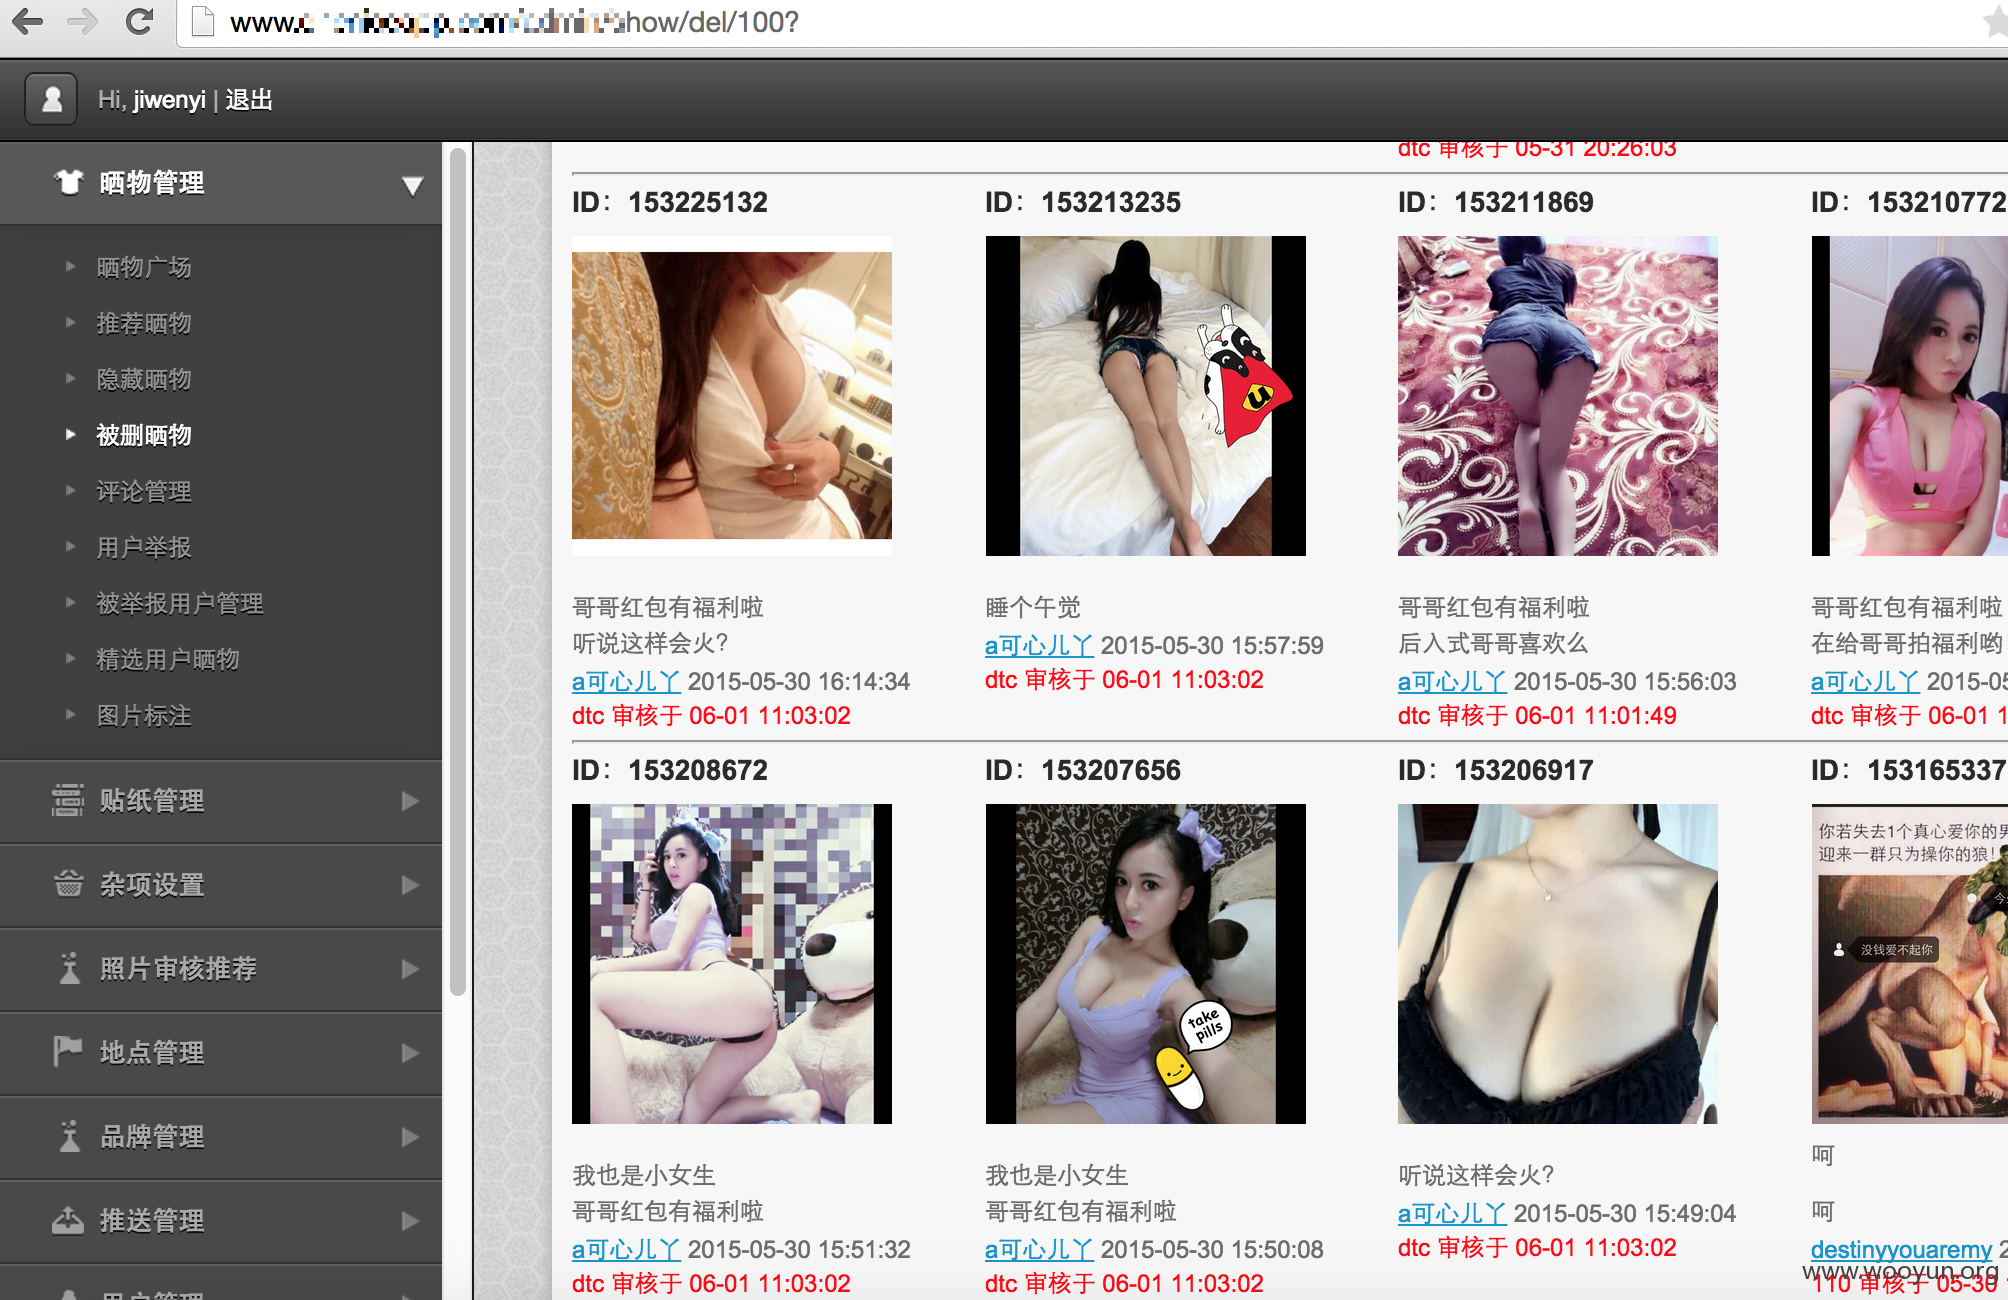 www.
how/del/100?
Hi, jiwenyi | 退出
晒物管理
晒物广场
推荐晒物
隐藏晒物
被删晒物
评论管理
用户举报
被举报用户管理
精选用户晒物
图片标注
贴纸管理
杂项设置
照片审核推荐
地点管理
品牌管理
推送管理
用户管理
dtc 审核于 05-31 20:26:03
ID：153225132
ID：153213235
ID：153211869
ID：153210772
哥哥红包有福利啦
听说这样会火？
a可心儿丫 2015-05-30 16:14:34
dtc 审核于 06-01 11:03:02
睡个午觉
a可心儿丫 2015-05-30 15:57:59
dtc 审核于 06-01 11:03:02
哥哥红包有福利啦
后入式哥哥喜欢么
a可心儿丫 2015-05-30 15:56:03
dtc 审核于 06-01 11:01:49
哥哥红包有福利啦
在给哥哥拍福利哟
a可心儿丫 2015-05
dtc 审核于 06-01 1
ID：153208672
ID：153207656
ID：153206917
ID：153165337
take
pills
你若失去1个真心爱你的男
迎来一群只为操你的狼！
没钱爱不起你
我也是小女生
哥哥红包有福利啦
a可心儿丫 2015-05-30 15:51:32
dtc 审核于 06-01 11:03:02
我也是小女生
哥哥红包有福利啦
a可心儿丫 2015-05-30 15:50:08
dtc 审核于 06-01 11:03:02
听说这样会火？
a可心儿丫 2015-05-30 15:49:04
dtc 审核于 06-01 11:03:02
呵
呵
destinyyouaremy 2
110 审核于 05-30
www.wooyun.org